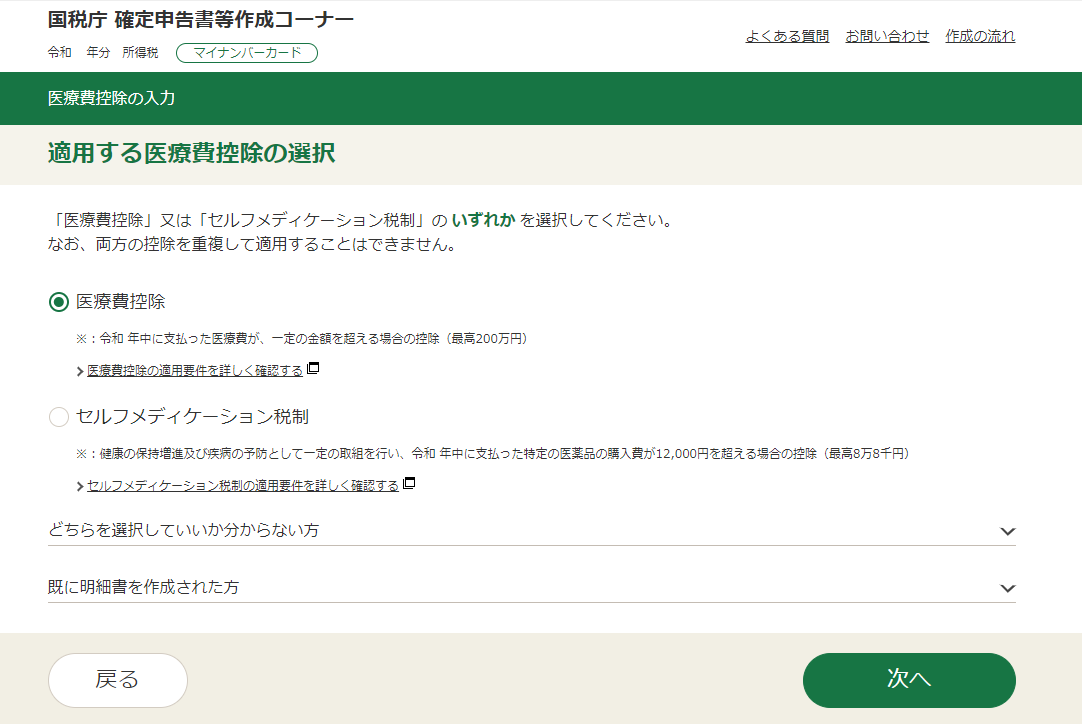 国税庁 確定申告書等作成コーナー
令和 年分 所得税 マイナンバーカード
よくある質問 お問い合わせ 作成の流れ
医療費控除の入力
適用する医療費控除の選択
「医療費控除」又は「セルフメディケーション税制」の いずれか を選択してください。
なお、両方の控除を重複して適用することはできません。
医療費控除
※：令和 年中に支払った医療費が、一定の金額を超える場合の控除（最高200万円）
医療費控除の適用要件を詳しく確認する
セルフメディケーション税制
※：健康の保持増進及び疾病の予防として一定の取組を行い、令和 年中に支払った特定の医薬品の購入費が12,000円を超える場合の控除（最高8万8千円）
セルフメディケーション税制の適用要件を詳しく確認する
どちらを選択していいか分からない方
既に明細書を作成された方
戻る
次へ